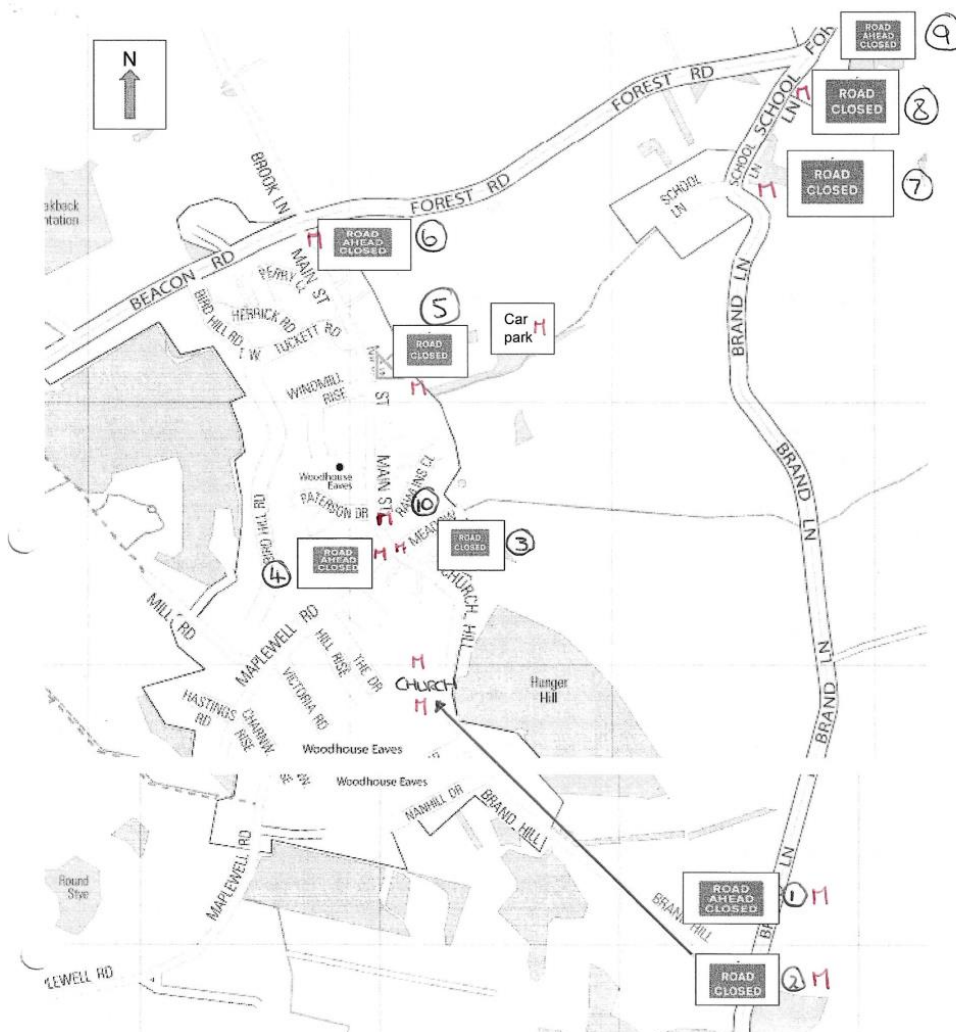 N
ROAD AHEAD CLOSED
9
ROAD CLOSED
8
FOREST RD
SCHOOL LN
SCHOOL LN
ROAD CLOSED
7
SCHOOL LN
BROOK LN
FOREST RD
ROAD AHEAD CLOSED
6
M
M
M
BEACON RD
MAIN ST
PERRY CL
BIRD HILL RD
HERRICK RD
T W TUCKETT RD
5
ROAD CLOSED
Car park
M
M
BRAND LN
WINDMILL RISE
ST
BRAND LN
Woodhouse Eaves
MAIN ST
RAWLINS CL
PATERSON DR
10
M
MEADOW
ROAD CLOSED
3
BIRD HILL RD
4
ROAD AHEAD CLOSED
M
M
CHURCH HILL
MILL RD
MAPLEWELL RD
HILL RISE
THE DR
VICTORIA RD
M
CHURCH
M
Hunger Hill
BRAND LN
HASTINGS RD
CHARNW
RISE
Woodhouse Eaves
Woodhouse Eaves
NANHILL DR
BRAND HILL
MAPLEWELL RD
Round
LN
ROAD AHEAD CLOSED
1
M
BRAND HILL
ROAD CLOSED
2
M
PLEWELL RD